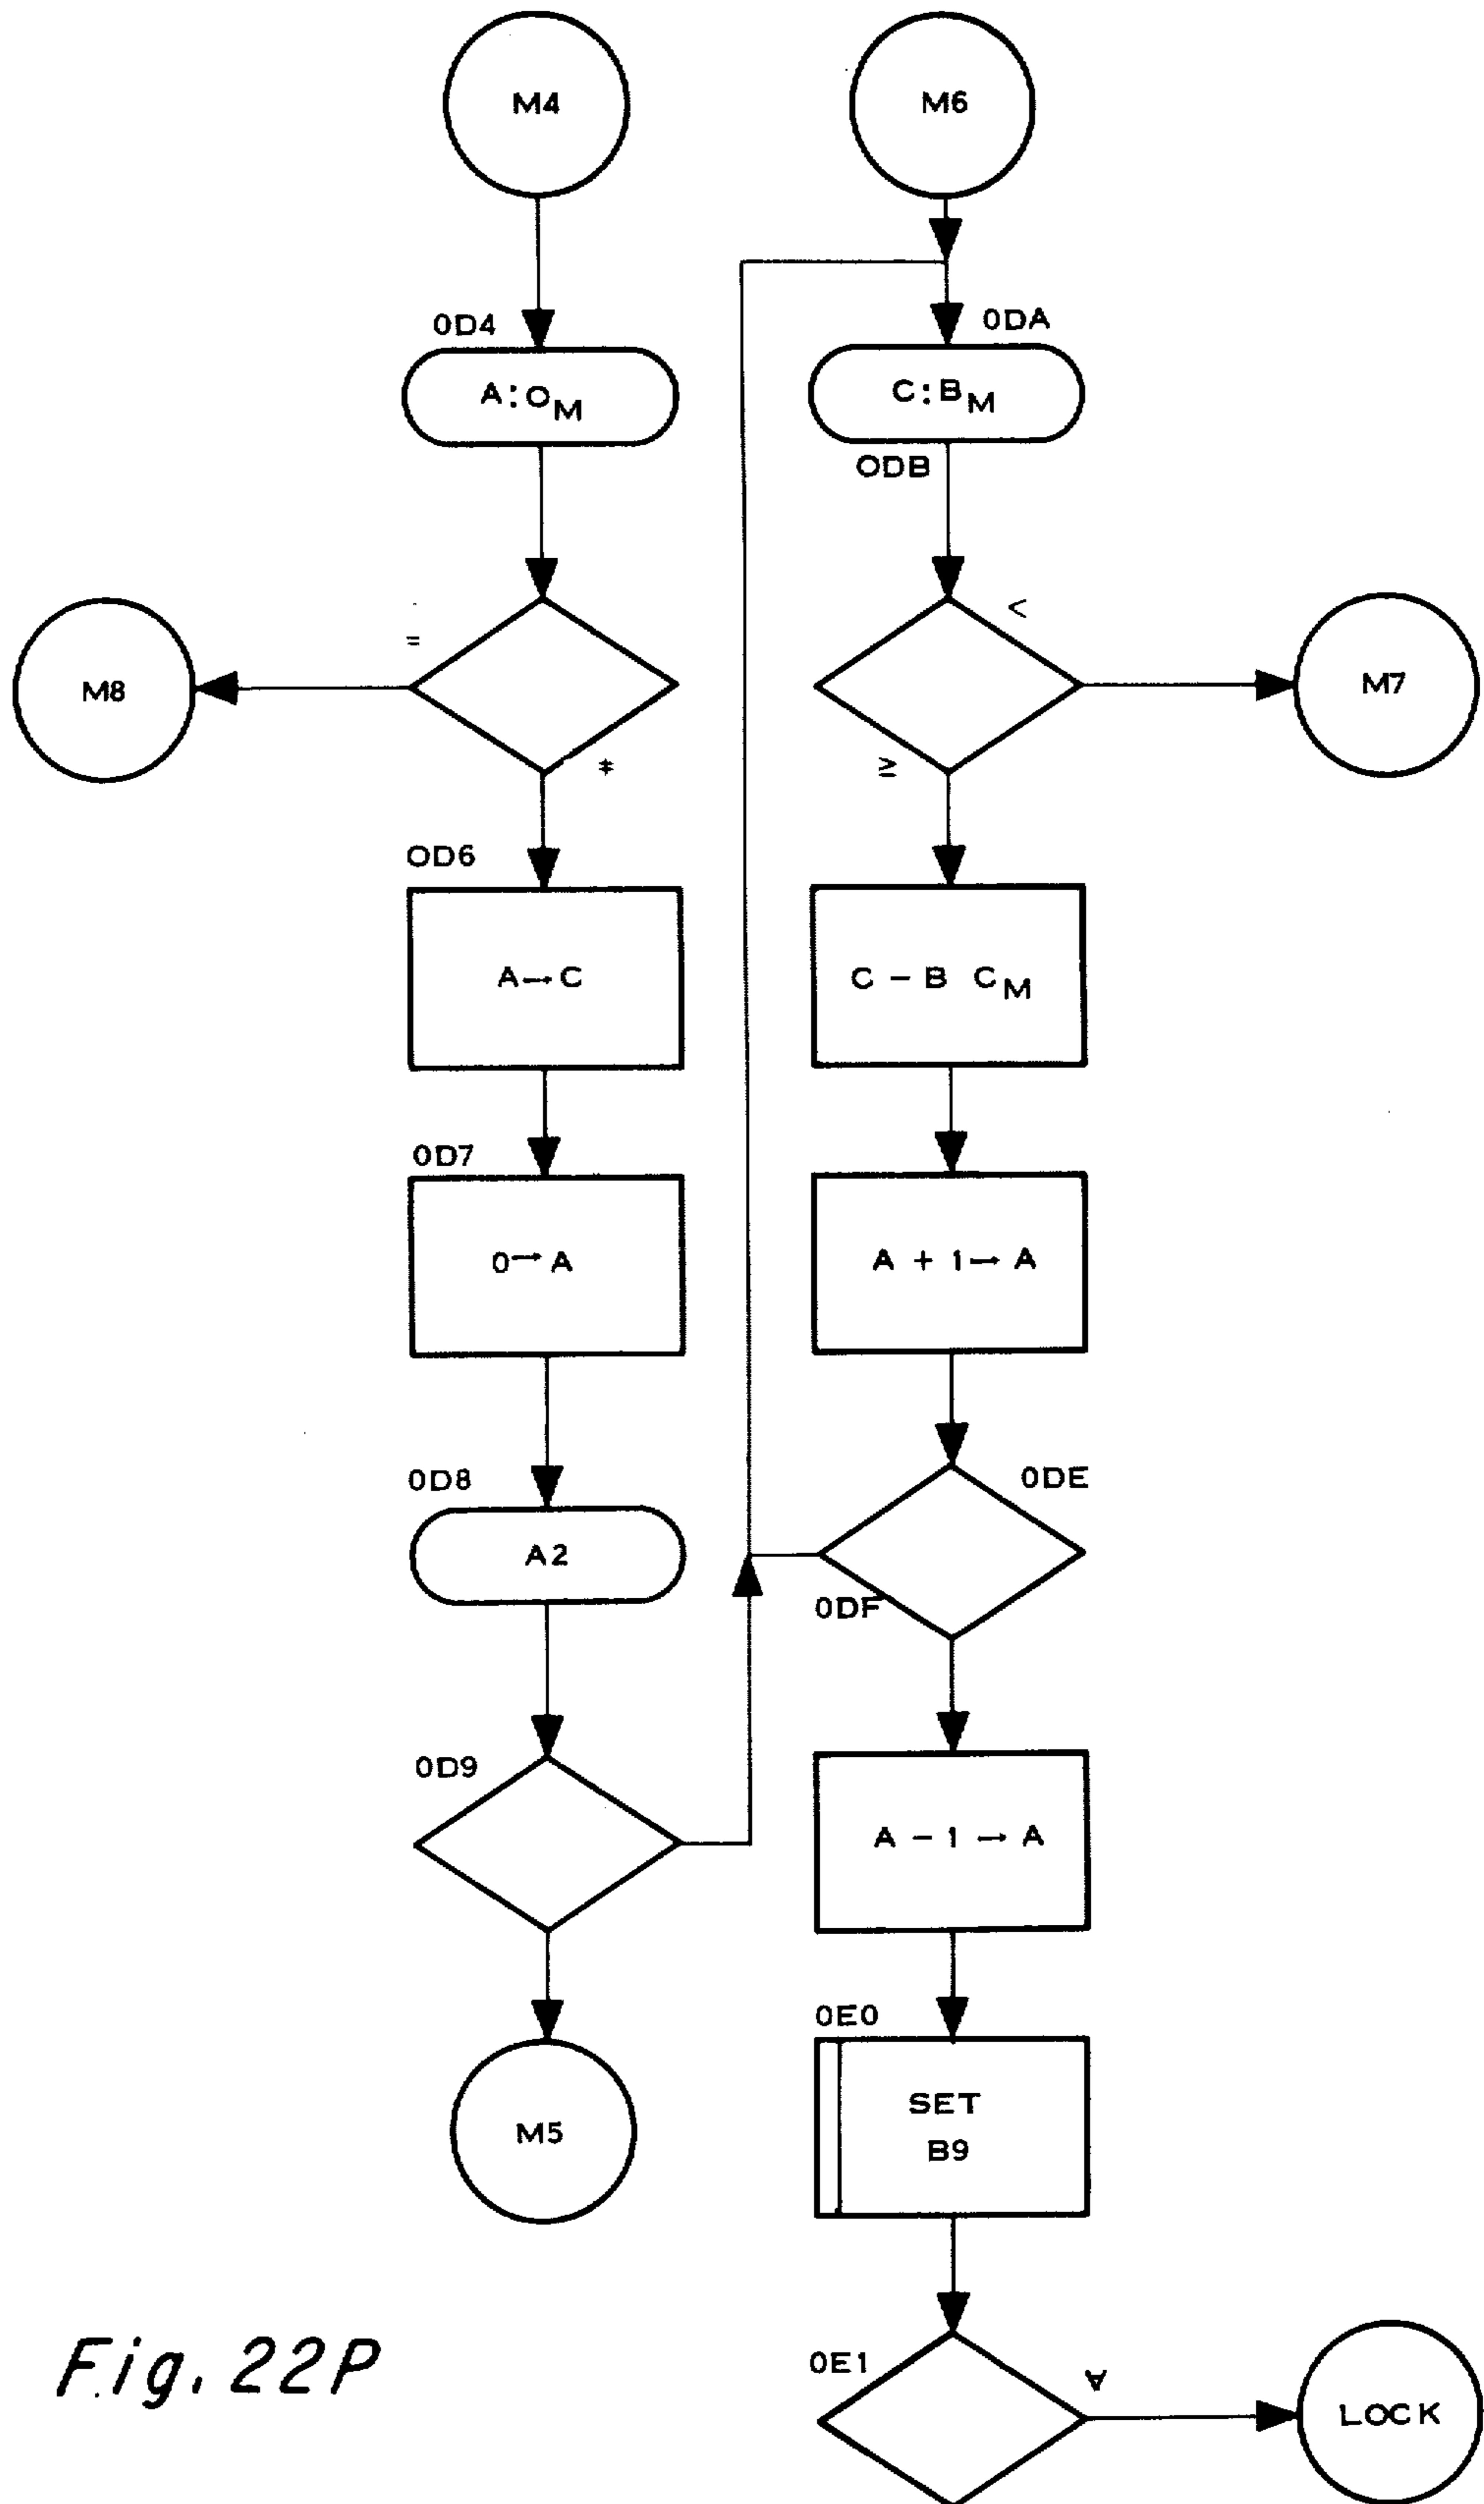 M4
0D4
A:O_M
=
M8
≠
0D6
A→C
0D7
0→A
0D8
A2
0D9
M5
M6
0DA
C:B_M
0DB
<
M7
≥
C - B C_M
A + 1→ A
0DE
0DF
A - 1 → A
0E0
SET
B9
0E1
∀
LOCK
Fig. 22P